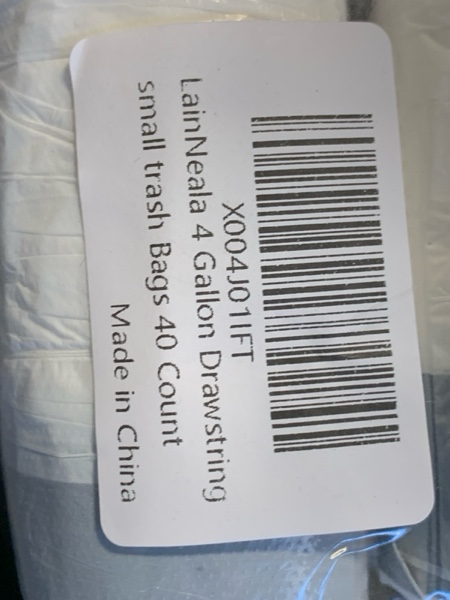 X004J01IFT
LainNeala 4 Gallon Drawstring
small trash Bags 40 Count
Made in China